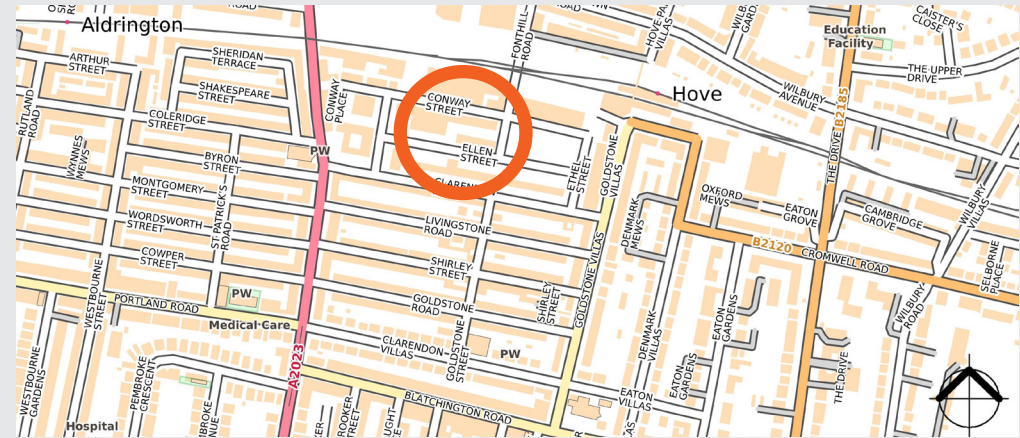 ROAD
Aldrington
ARTHUR
STREET
SHERIDAN
TERRACE
SHAKESPEARE
STREET
COLERIDGE
STREET
RUTLAND
ROAD
WYNNES
MEWS
BYRON
STREET
MONTGOMERY
STREET
WORDSWORTH
STREET
COWPER
STREET
ST·PATRICK'S
ROAD
CONWAY
PLACE
PW
CONWAY
STREET
ELLEN
STREET
FONTHILL
ROAD
ETHEL
STREET
LIVINGSTONE
ROAD
SHIRLEY
STREET
GOLDSTONE
ROAD
SHIRLEY
STREET
GOLDSTONE
STREET
CLARENDON
VILLAS
PW
GOLDSTONE
VILLAS
GOLDSTONE VILLAS
DENMARK
MEWS
DENMARK
VILLAS
HOVE PA
VILLAS
Hove
WILBURY
AVENUE
Education
Facility
CAISTER'S
CLOSE
THE UPPER
DRIVE
B2185
THE DRIVE
OXFORD
MEWS
EATON
GROVE
CAMBRIDGE
GROVE
B2120
CROMWELL ROAD
WILBURY
VILLAS
SELBORNE
PLACE
WILBURY
ROAD
EATON
GARDENS
EATON
GARDENS
EATON
VILLAS
THE DRIVE
WESTBOURNE
STREET
PORTLAND ROAD
PW
Medical Care
A2023
BLATCHINGTON ROAD
PEMBROKE
CRESCENT
WESTBOURNE
GARDENS
Hospital